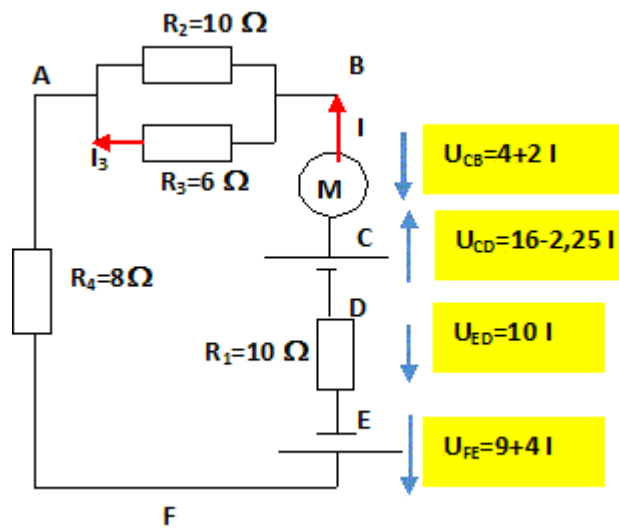 R₂=10 Ω
A
B
I
I₃
R₃=6 Ω
M
U_CB=4+2 I
C
U_CD=16-2,25 I
R₄=8Ω
D
R₁=10 Ω
U_ED=10 I
E
U_FE=9+4 I
F